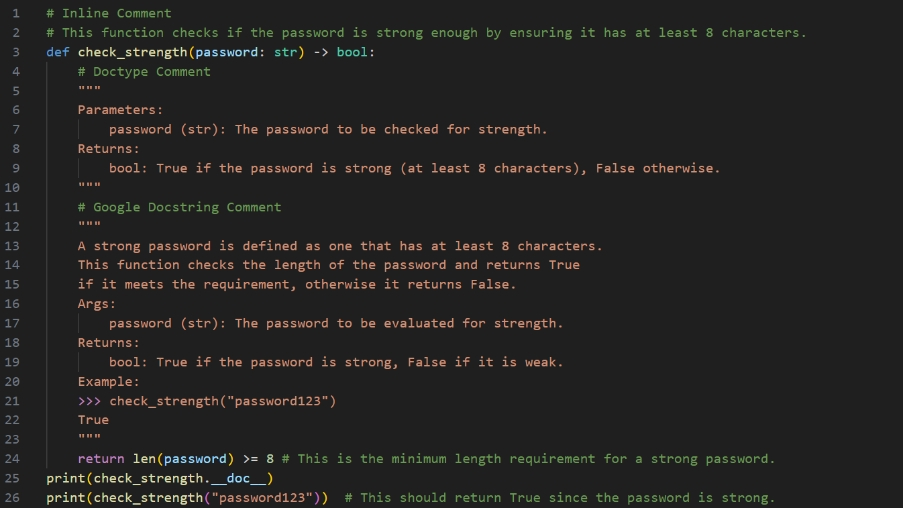 1 # Inline Comment
2 # This function checks if the password is strong enough by ensuring it has at least 8 characters.
3 def check_strength(password: str) -> bool:
4     # Doctype Comment
5     """
6     Parameters:
7         password (str): The password to be checked for strength.
8     Returns:
9         bool: True if the password is strong (at least 8 characters), False otherwise.
10     """
11     # Google Docstring Comment
12     """
13     A strong password is defined as one that has at least 8 characters.
14     This function checks the length of the password and returns True
15     if it meets the requirement, otherwise it returns False.
16     Args:
17         password (str): The password to be evaluated for strength.
18     Returns:
19         bool: True if the password is strong, False if it is weak.
20     Example:
21     >>> check_strength("password123")
22     True
23     """
24     return len(password) >= 8 # This is the minimum length requirement for a strong password.
25 print(check_strength.__doc__)
26 print(check_strength("password123"))  # This should return True since the password is strong.